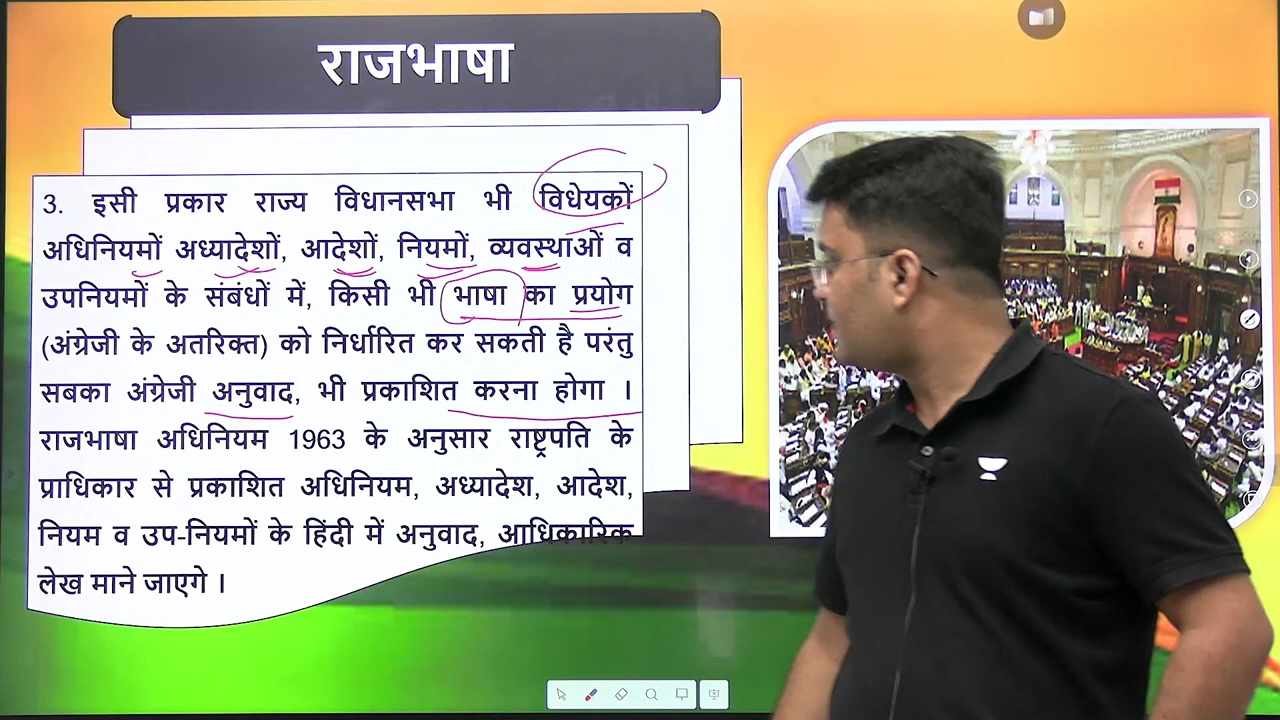 राजभाषा
3. इसी प्रकार राज्य विधानसभा भी विधेयकों
अधिनियमों अध्यादेशों, आदेशों, नियमों, व्यवस्थाओं व
उपनियमों के संबंधों में, किसी भी भाषा का प्रयोग
(अंग्रेजी के अतरिक्त) को निर्धारित कर सकती है परंतु
सबका अंग्रेजी अनुवाद, भी प्रकाशित करना होगा ।
राजभाषा अधिनियम 1963 के अनुसार राष्ट्रपति के
प्राधिकार से प्रकाशित अधिनियम, अध्यादेश, आदेश,
नियम व उप-नियमों के हिंदी में अनुवाद, आधिकारिक
लेख माने जाएगे ।